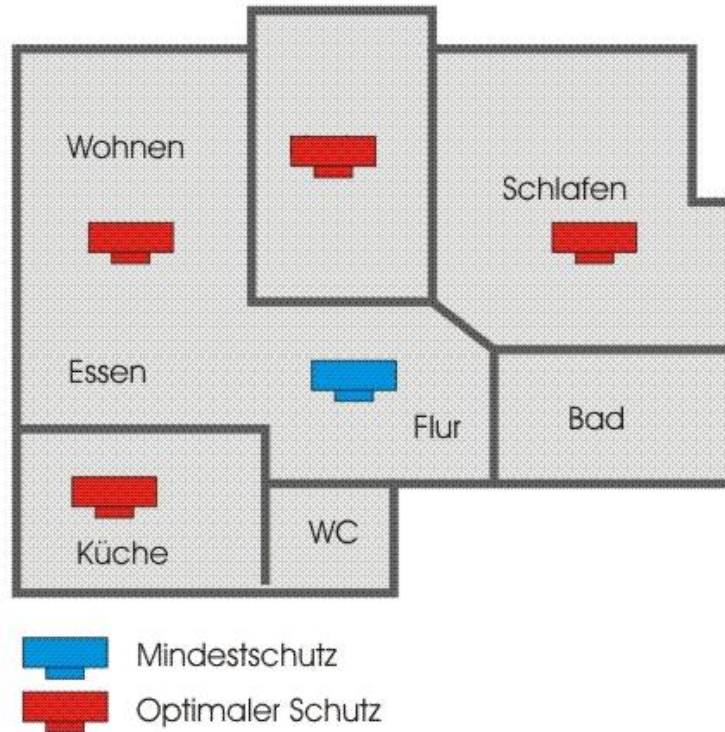 Wohnen
Schlafen
Essen
Flur
Bad
Küche
WC
Mindestschutz
Optimaler Schutz